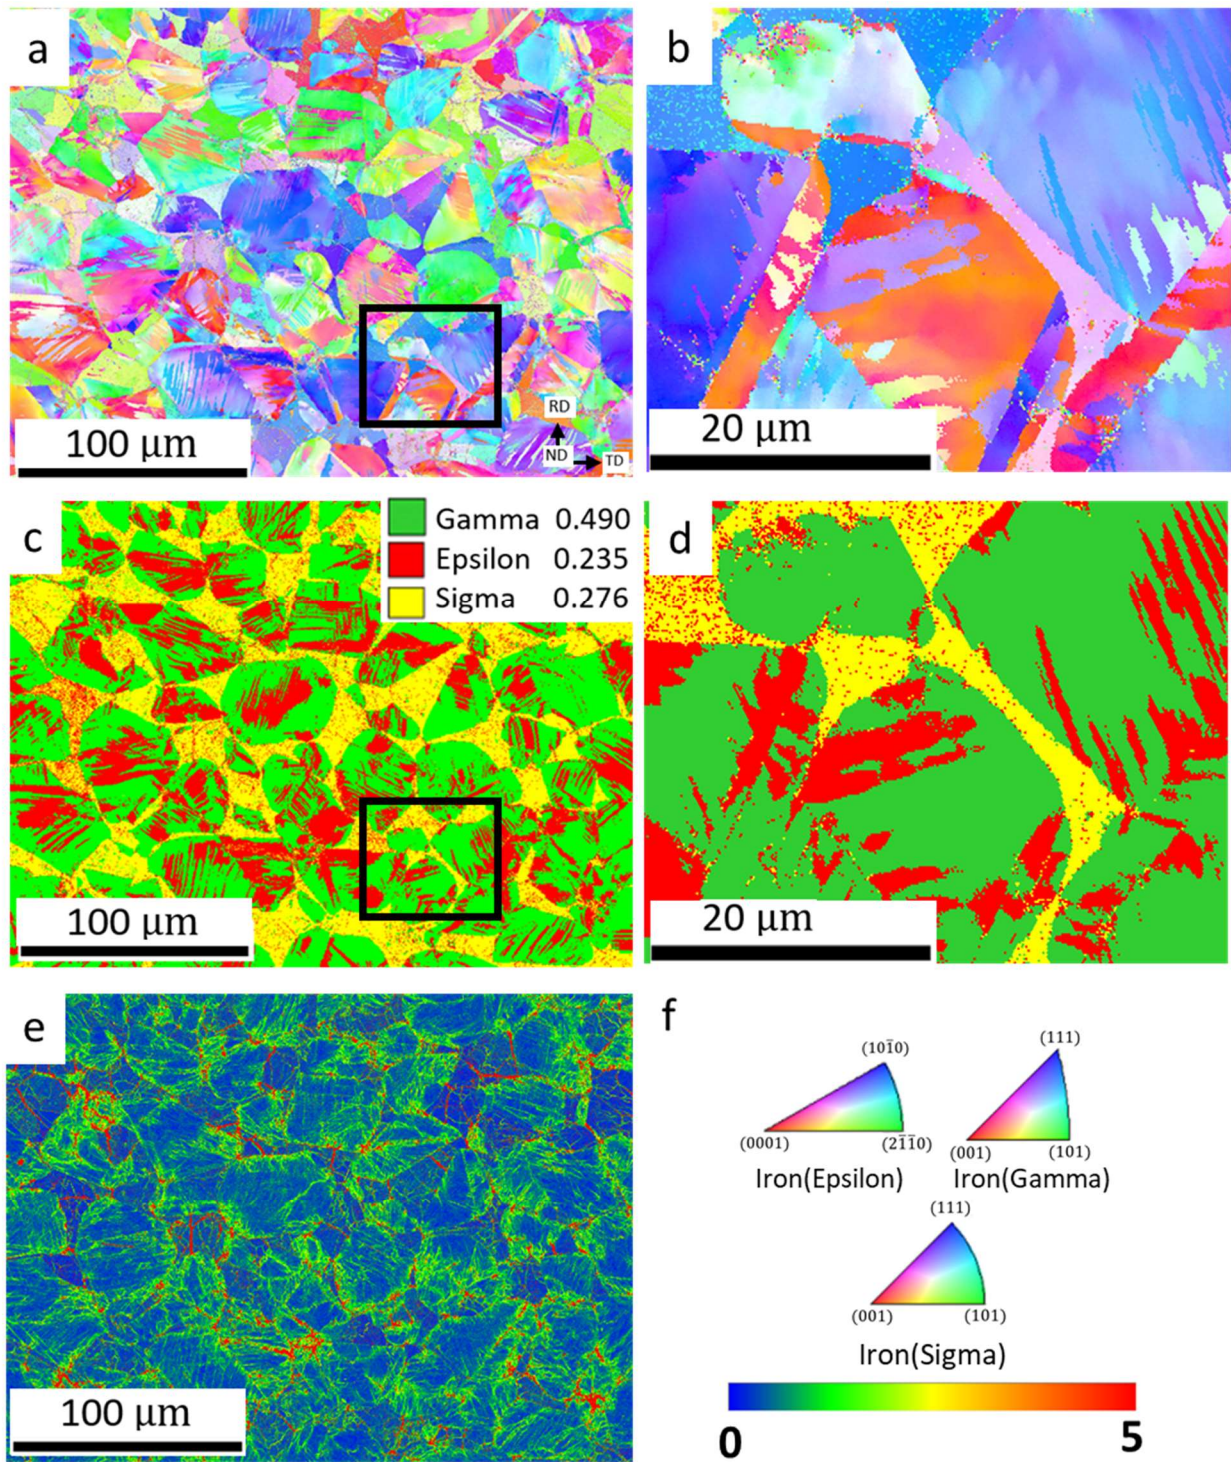 a
b
RD
ND
TD
100 μm
20 μm
c
Gamma 0.490
Epsilon 0.235
Sigma 0.276
d
100 μm
20 μm
e
f
(101̄0)
(111)
(0001)
(21̄1̄0)
(001)
(101)
Iron(Epsilon)
Iron(Gamma)
(111)
(001)
(101)
Iron(Sigma)
100 μm
0
5